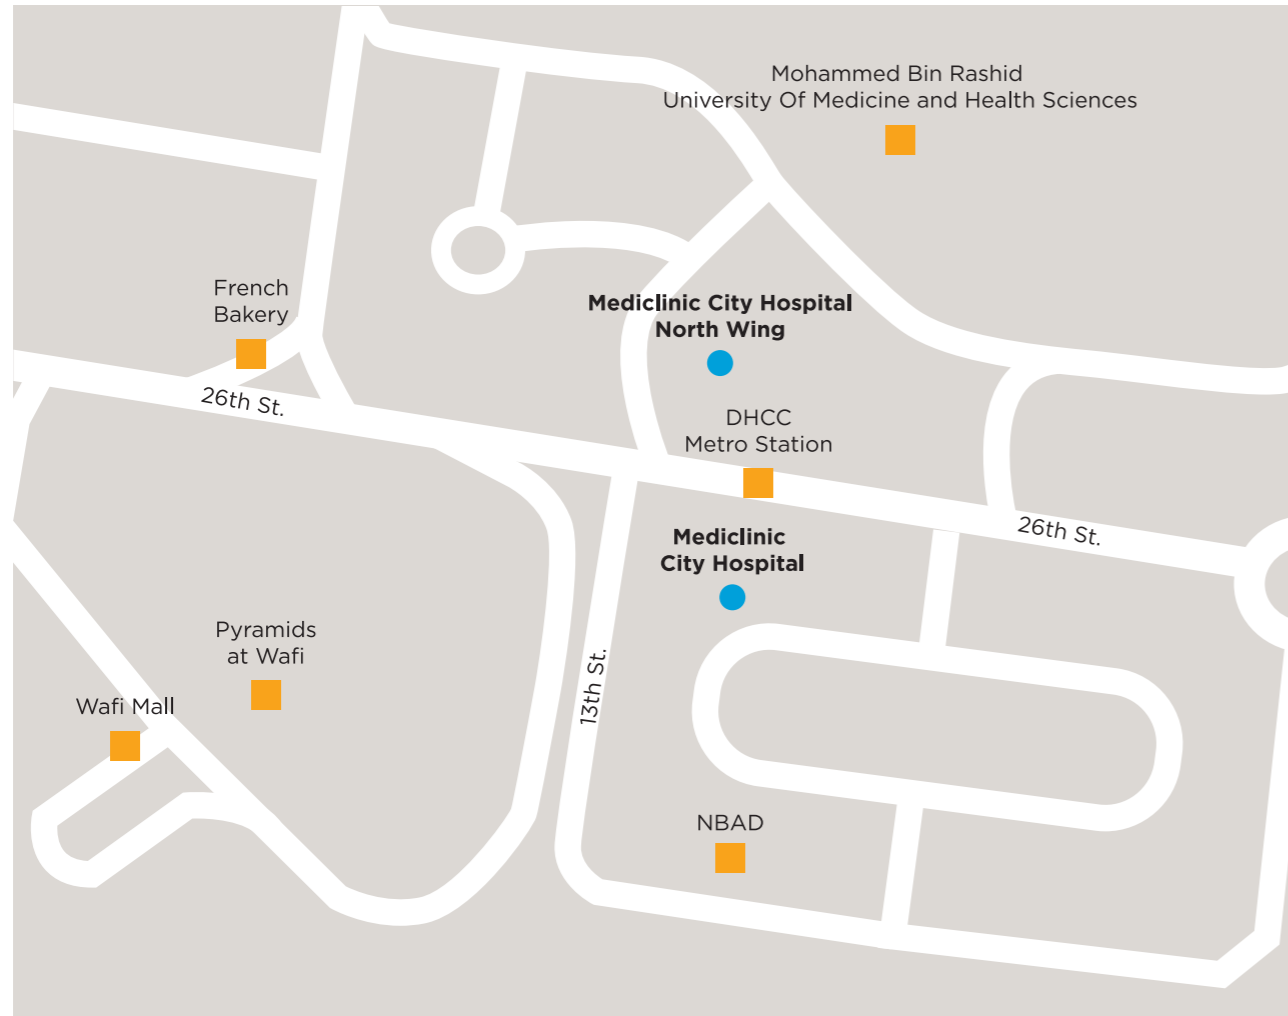 Mohammed Bin Rashid
University Of Medicine and Health Sciences
French
Bakery
Mediclinic City Hospital
North Wing
26th St.
DHCC
Metro Station
26th St.
Mediclinic
City Hospital
Pyramids
at Wafi
13th St.
Wafi Mall
NBAD